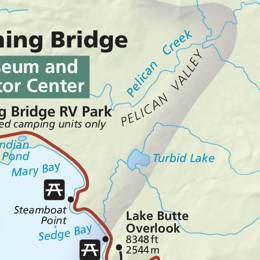 ning Bridge
seum and
tor Center
g Bridge RV Park
ed camping units only
Pelican Creek
PELICAN VALLEY
ndian
Pond
Mary Bay
Turbid Lake
Steamboat
Point
Sedge Bay
Lake Butte
Overlook
8348 ft
2544 m